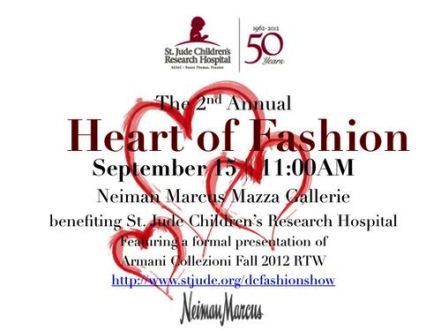 St. Jude Children's
Research Hospital
1962-2012
50
Years
The 2nd Annual
Heart of Fashion
September 15 / 11:00AM
Neiman Marcus Mazza Gallerie
benefiting St. Jude Children's Research Hospital
Featuring a formal presentation of
Armani Collezioni Fall 2012 RTW
http://www.stjude.org/dcfashionshow
Neiman Marcus